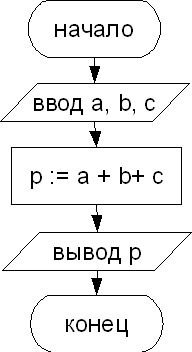 начало
ввод a, b, c
p := a + b+ c
вывод p
конец